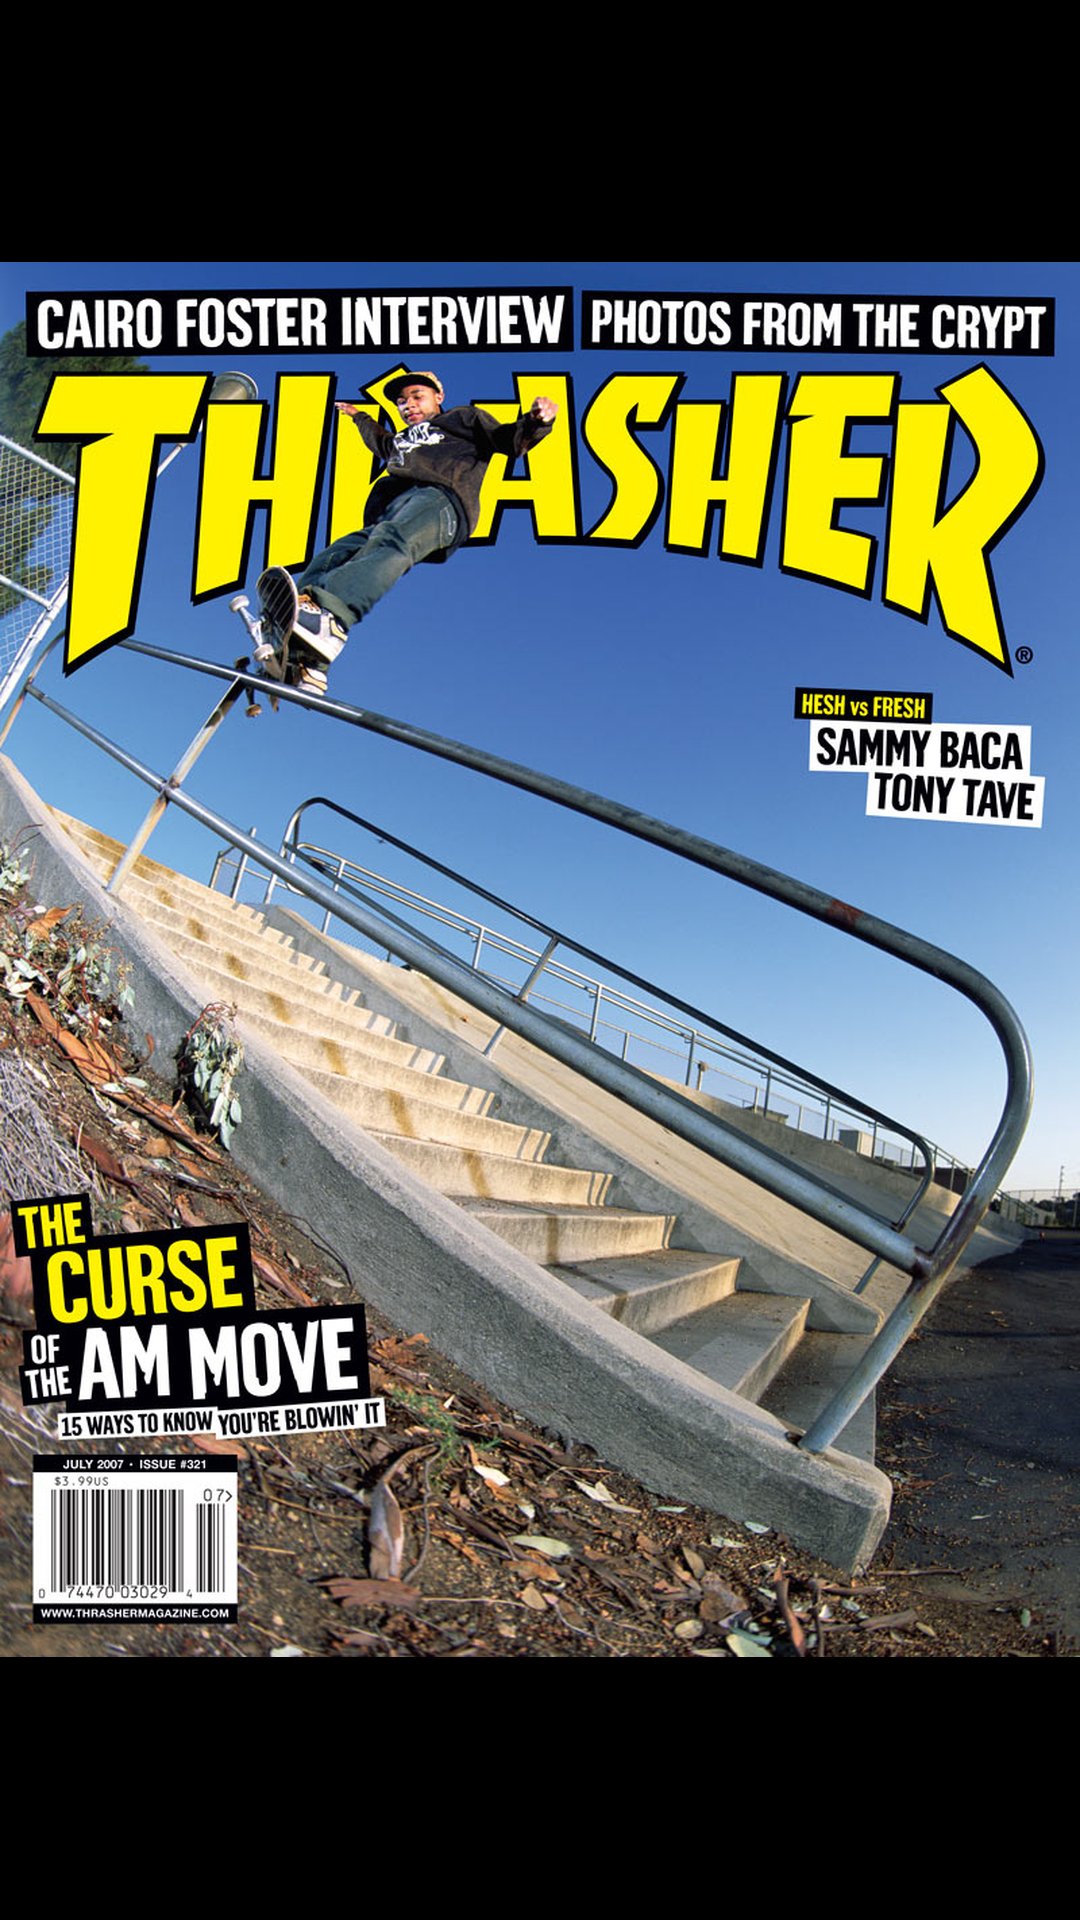 CAIRO FOSTER INTERVIEW PHOTOS FROM THE CRYPT
THRASHER®
HESH vs FRESH
SAMMY BACA
TONY TAVE
THE
CURSE
OF THE AM MOVE
15 WAYS TO KNOW YOU'RE BLOWIN' IT
JULY 2007 · ISSUE #321
$3.99US
07>
0 74470 03029 4
WWW.THRASHERMAGAZINE.COM